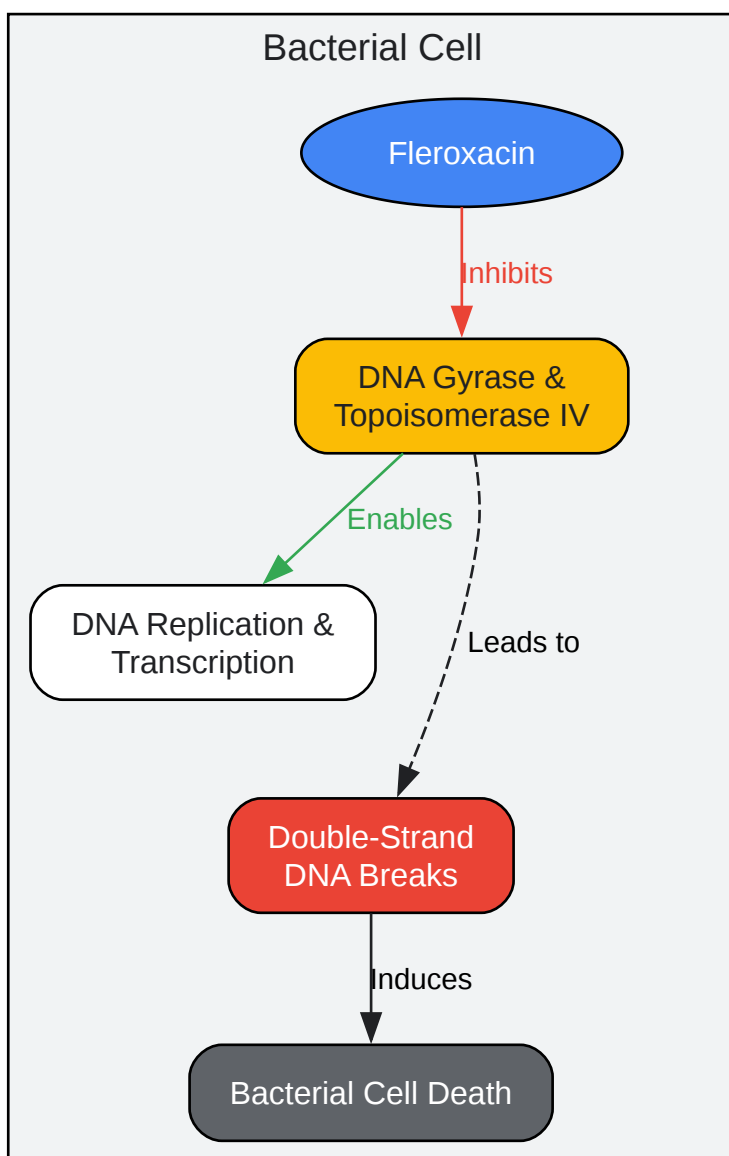 Bacterial Cell
Fleroxacin
Inhibits
DNA Gyrase &
Topoisomerase IV
Enables
DNA Replication &
Transcription
Leads to
Double-Strand
DNA Breaks
Induces
Bacterial Cell Death